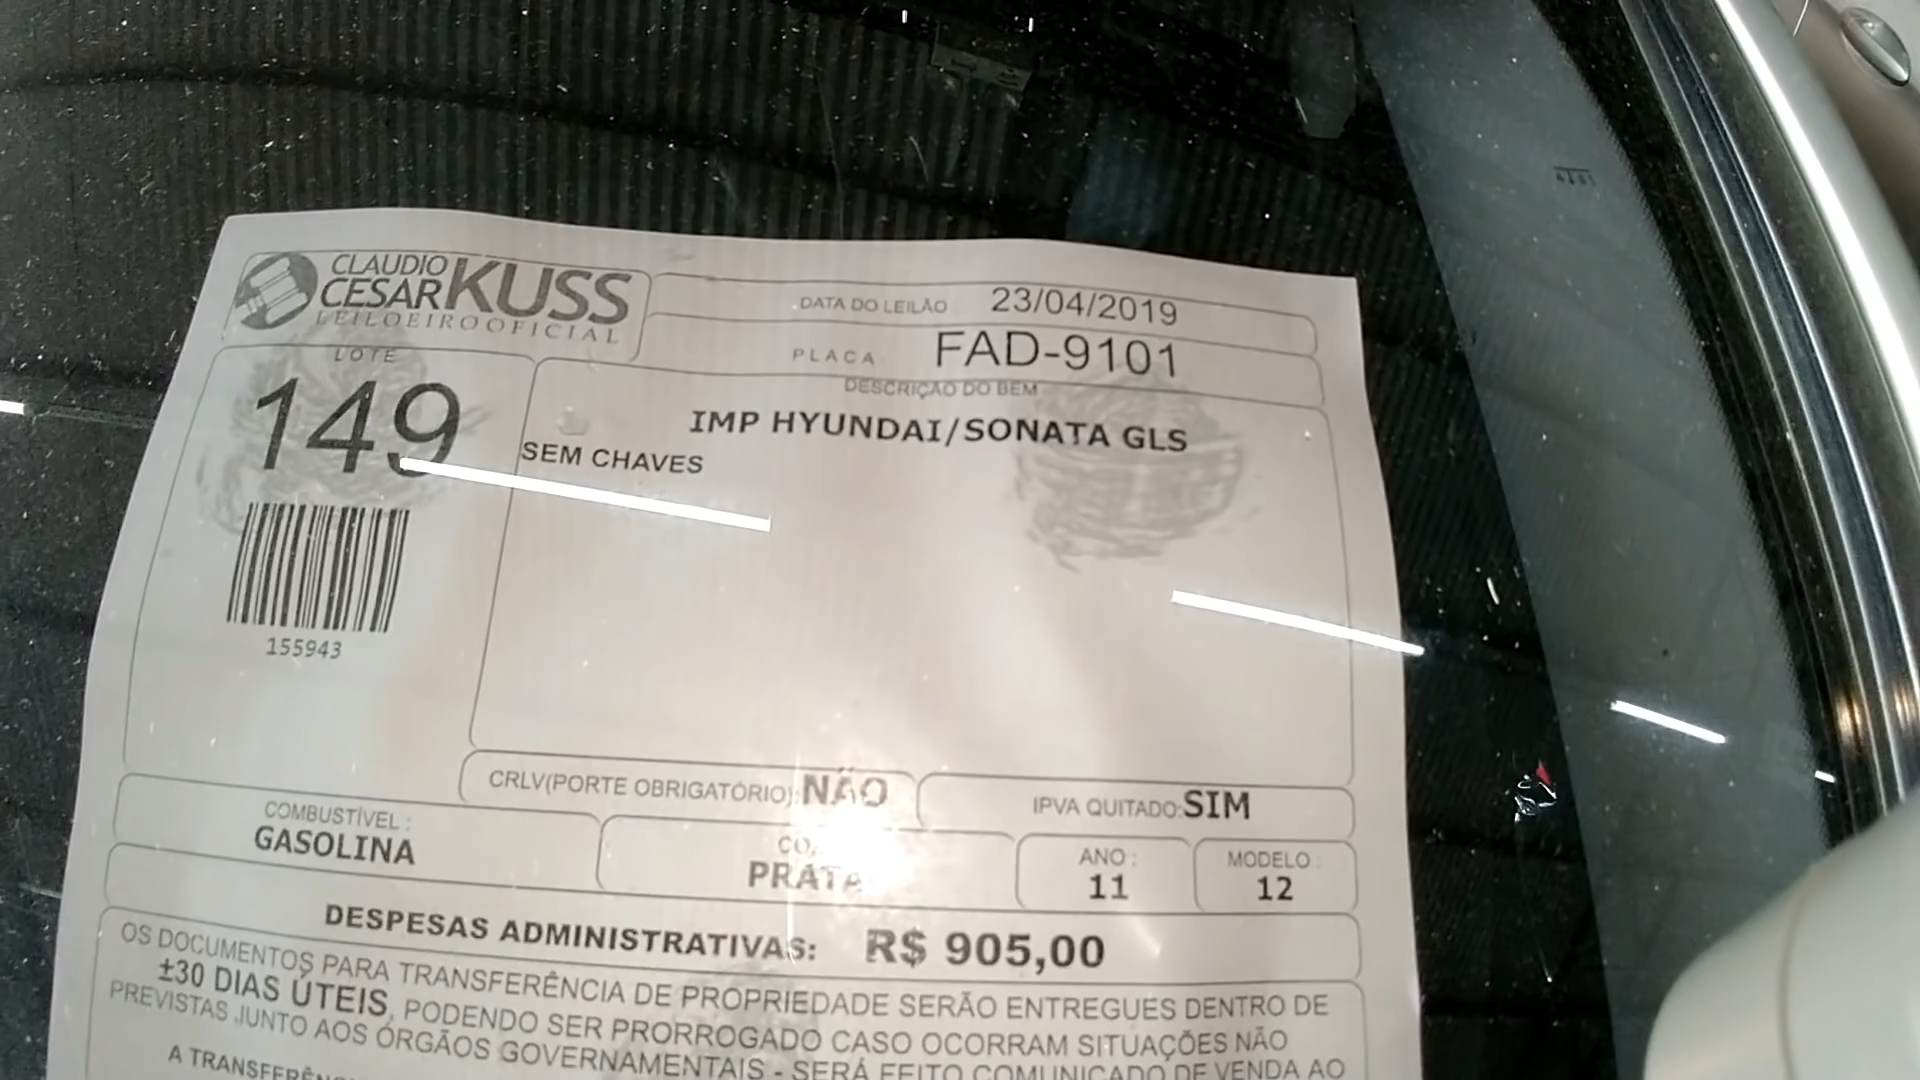 CLAUDIO
CESAR KUSS
LEILOEIRO OFICIAL
DATA DO LEILÃO 23/04/2019
PLACA FAD-9101
LOTE
149
155943
DESCRIÇÃO DO BEM
IMP HYUNDAI/SONATA GLS
SEM CHAVES
CRLV(PORTE OBRIGATÓRIO): NÃO
IPVA QUITADO: SIM
COMBUSTÍVEL :
GASOLINA
PRATA
ANO :
11
MODELO :
12
DESPESAS ADMINISTRATIVAS: R$ 905,00
OS DOCUMENTOS PARA TRANSFERÊNCIA DE PROPRIEDADE SERÃO ENTREGUES DENTRO DE
±30 DIAS ÚTEIS, PODENDO SER PRORROGADO CASO OCORRAM SITUAÇÕES NÃO
PREVISTAS JUNTO AOS ÓRGÃOS GOVERNAMENTAIS - SERÁ FEITO COMUNICADO DE VENDA AO
A